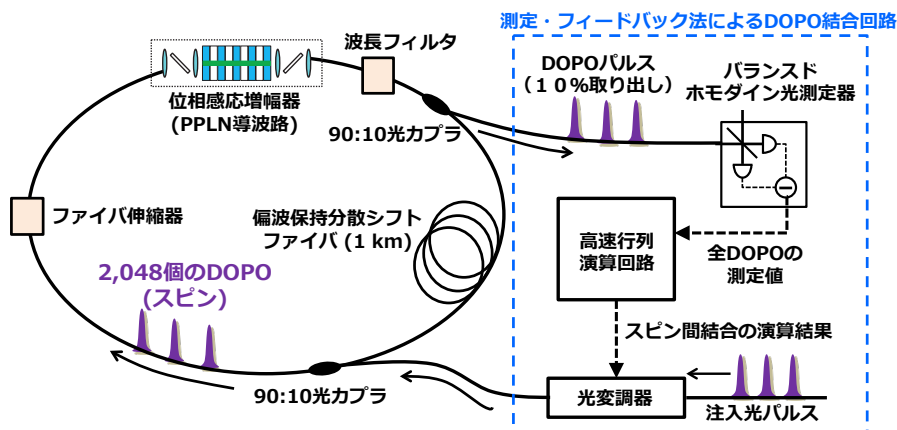 測定・フィードバック法によるDOPO結合回路
波長フィルタ
位相感応増幅器
(PPLN導波路)
90:10光カプラ
DOPOパルス
（１０％取り出し）
バランスド
ホモダイン光測定器
ファイバ伸縮器
偏波保持分散シフト
ファイバ (1 km)
高速行列
演算回路
全DOPOの
測定値
2,048個のDOPO
(スピン)
スピン間結合の演算結果
90:10光カプラ
光変調器
注入光パルス